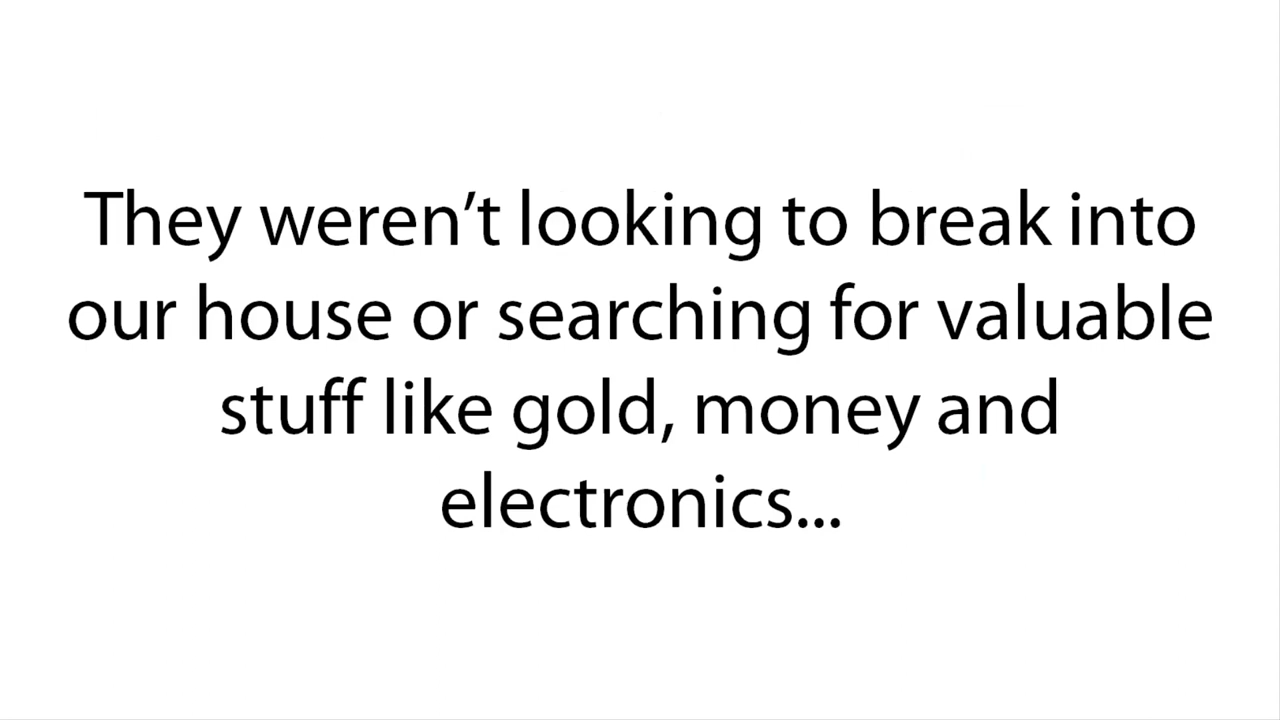 They weren’t looking to break into
our house or searching for valuable
stuff like gold, money and
electronics...